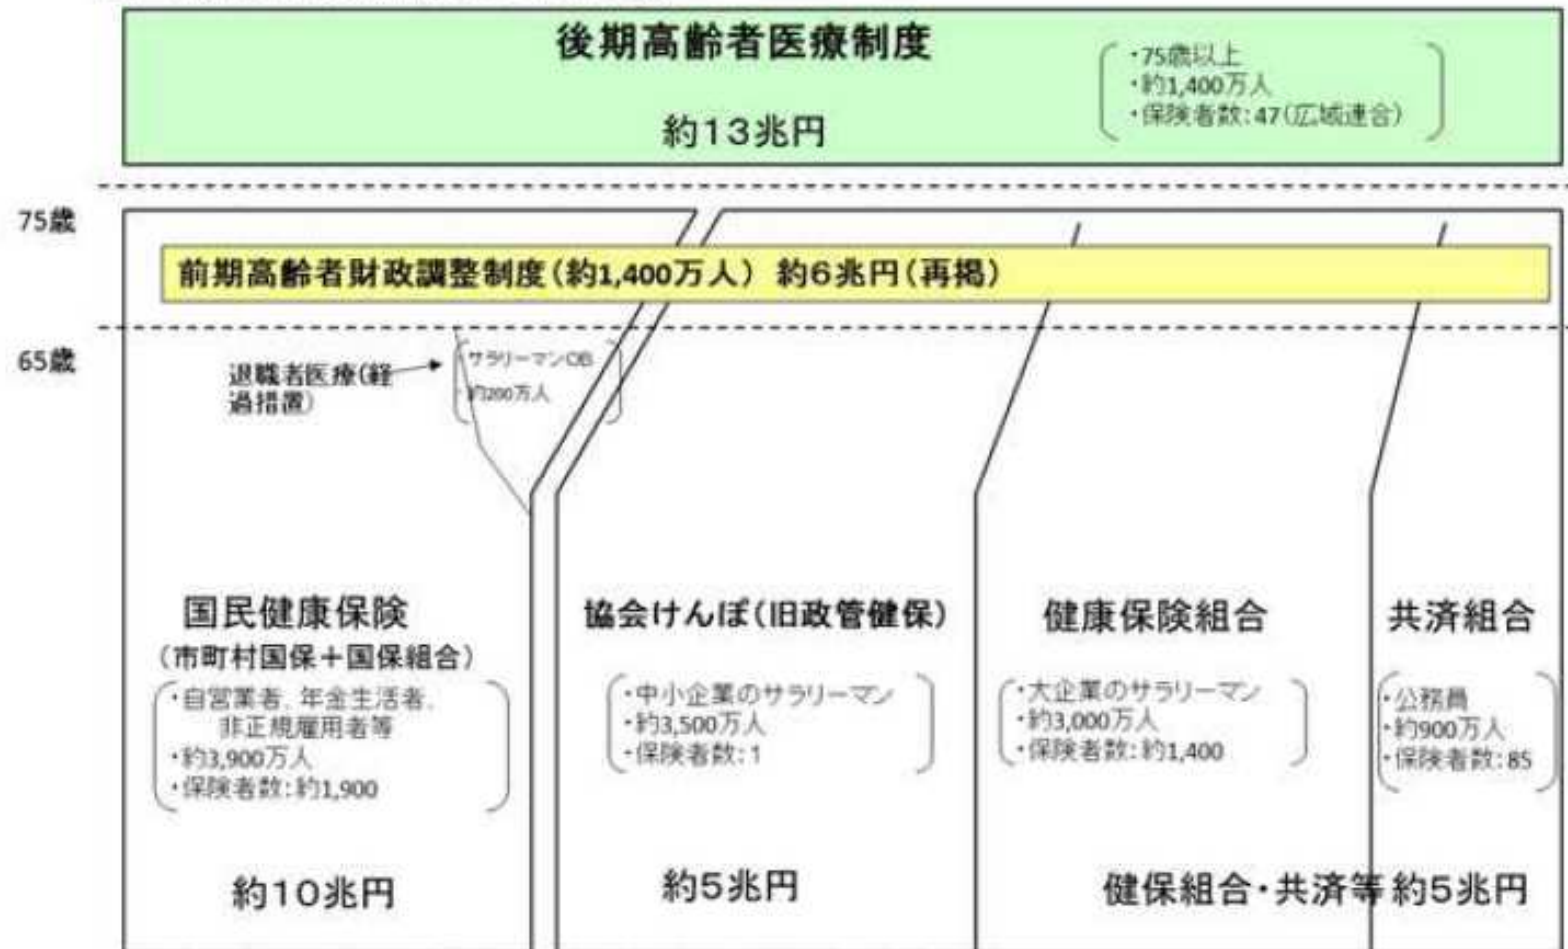 後期高齢者医療制度
約13兆円
・75歳以上
・約1,400万人
・保険者数:47(広域連合)
75歳
前期高齢者財政調整制度(約1,400万人) 約6兆円(再掲)
65歳
退職者医療(経
過措置)
サラリーマンOB
約200万人
国民健康保険
(市町村国保+国保組合)
・自営業者、年金生活者、
非正規雇用者等
・約3,900万人
・保険者数:約1,900
約10兆円
協会けんぽ(旧政管健保)
・中小企業のサラリーマン
・約3,500万人
・保険者数:1
約5兆円
健康保険組合
・大企業のサラリーマン
・約3,000万人
・保険者数:約1,400
共済組合
・公務員
・約900万人
・保険者数:85
健保組合・共済等 約5兆円